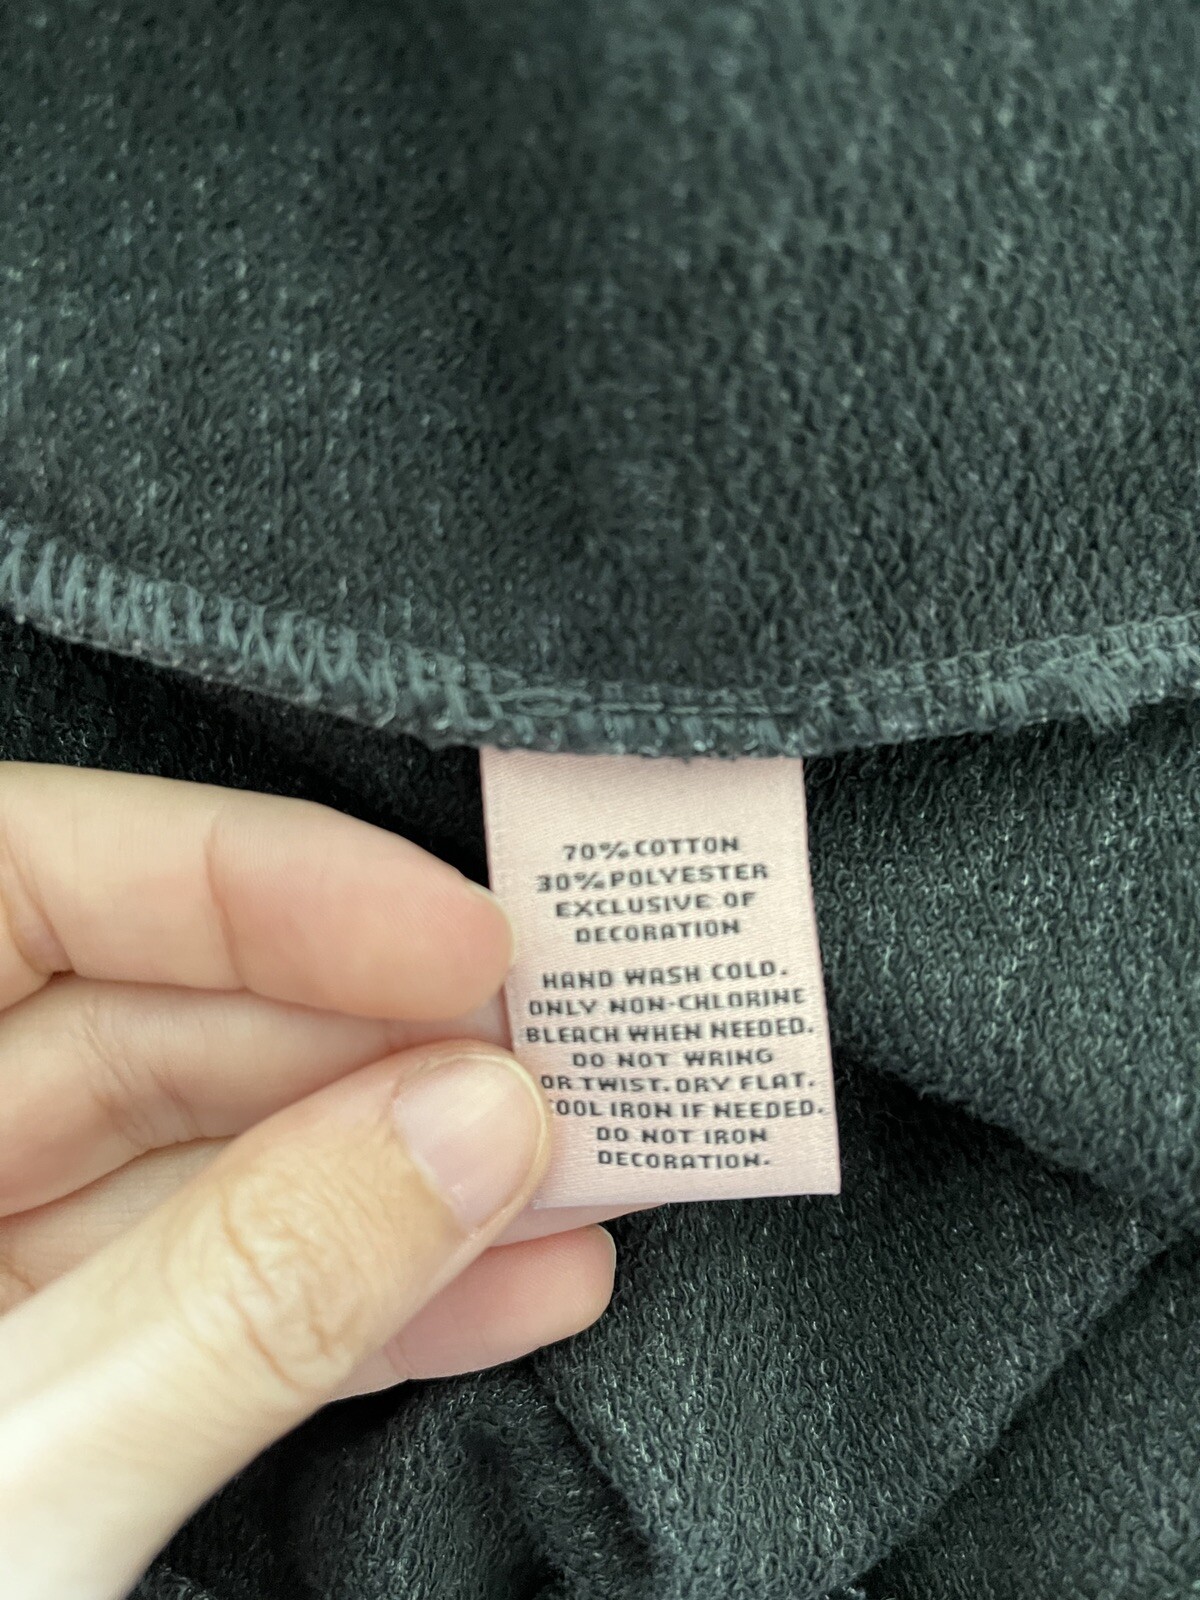 70% COTTON
30% POLYESTER
EXCLUSIVE OF
DECORATION
HAND WASH COLD.
ONLY NON-CHLORINE
BLEACH WHEN NEEDED.
DO NOT WRING
OR TWIST. DRY FLAT.
COOL IRON IF NEEDED.
DO NOT IRON
DECORATION.